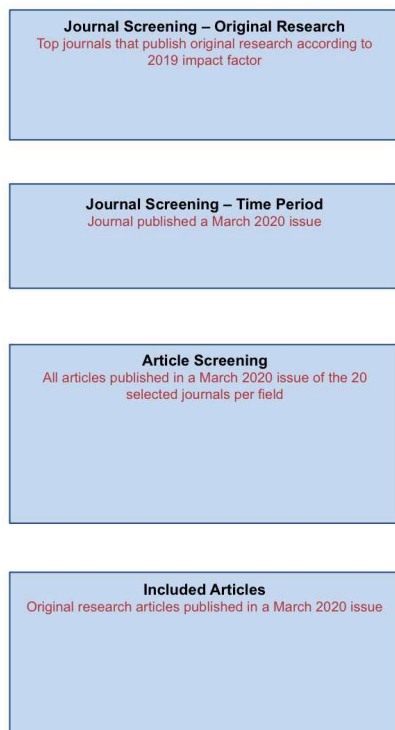 Journal Screening – Original Research
Top journals that publish original research according to
2019 impact factor
Journal Screening – Time Period
Journal published a March 2020 issue
Article Screening
All articles published in a March 2020 issue of the 20
selected journals per field
Included Articles
Original research articles published in a March 2020 issue